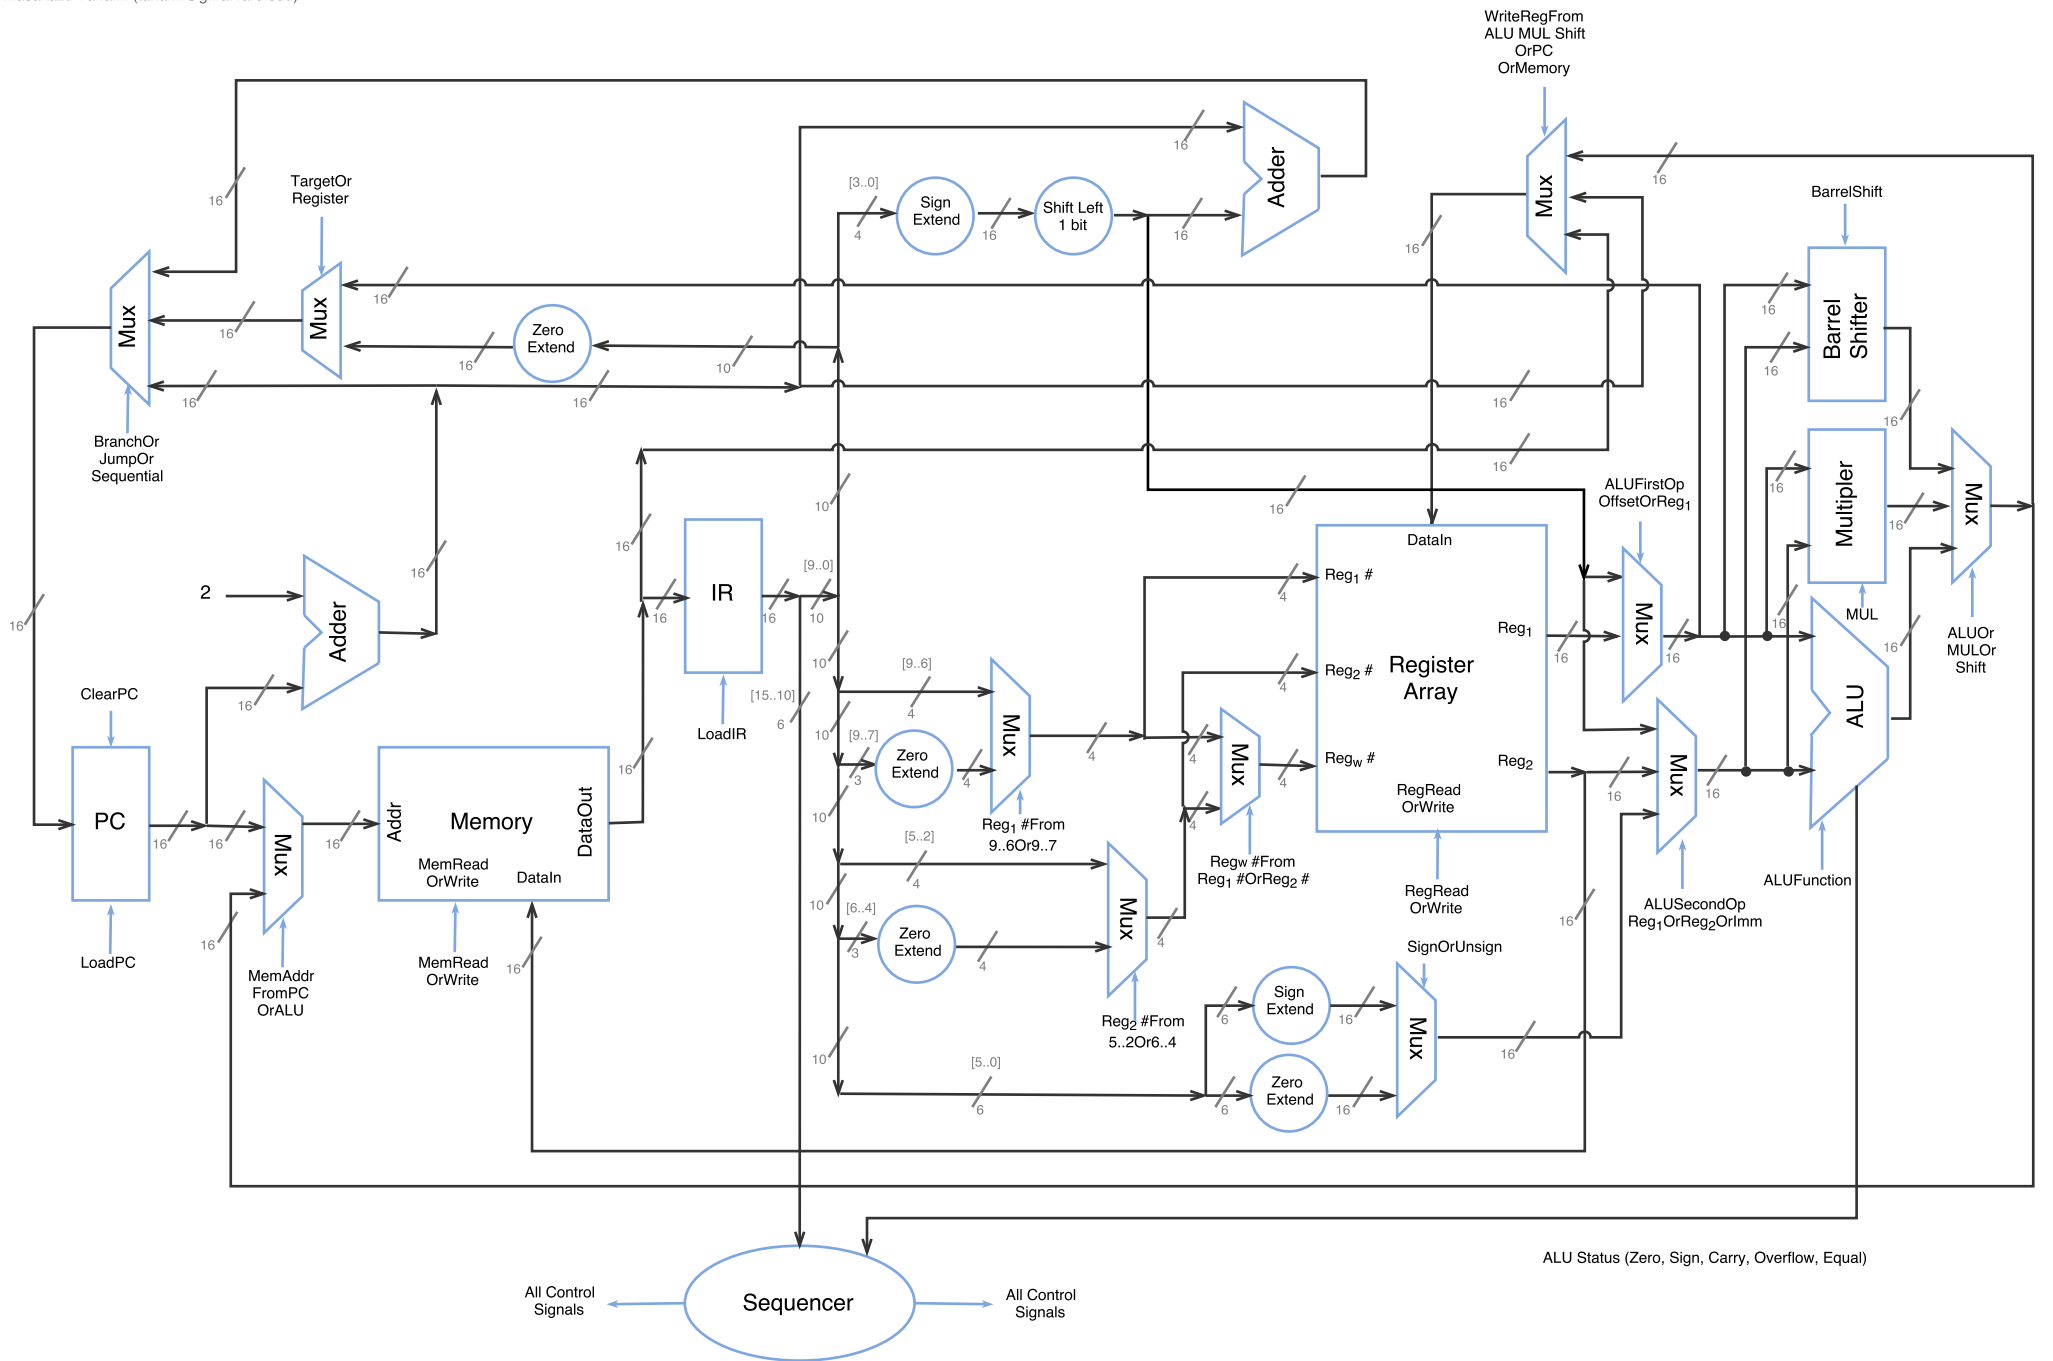 WriteRegFrom
ALU MUL Shift
OrPC
OrMemory
16
Adder
16
TargetOr
Register
[3..0]
4
Sign
Extend
16
Shift Left
1 bit
16
Mux
16
16
BarrelShift
Mux
16
Mux
16
16
Zero
Extend
16
10
16
16
16
16
16
Barrel
Shifter
16
BranchOr
JumpOr
Sequential
16
16
10
16
ALUFirstOp
OffsetOrReg1
16
Multipler
16
Mux
2
Adder
16
16
IR
16
[9..0]
10
DataIn
Reg1 #
4
Reg1
16
Mux
16
16
MUL
16
ALUOr
MULOr
Shift
16
ClearPC
16
LoadIR
[15..10]
6
10
[9..6]
4
Mux
4
Reg2 #
4
Register
Array
ALU
PC
16
16
Mux
16
Addr
Memory
DataOut
16
MemRead
OrWrite
DataIn
10
[9..7]
3
Zero
Extend
4
4
Mux
4
Regw #
Reg2
RegRead
OrWrite
16
Mux
16
LoadPC
16
MemAddr
FromPC
OrALU
MemRead
OrWrite
16
10
Reg1 #From
9..6Or9..7
4
Regw #From
Reg1 #OrReg2 #
RegRead
OrWrite
16
ALUSecondOp
Reg1OrReg2OrImm
ALUFunction
[5..2]
4
10
[6..4]
3
Zero
Extend
4
Mux
4
Reg2 #From
5..2Or6..4
SignOrUnsign
10
[5..0]
6
6
Sign
Extend
16
Mux
16
6
Zero
Extend
16
ALU Status (Zero, Sign, Carry, Overflow, Equal)
All Control
Signals
Sequencer
All Control
Signals